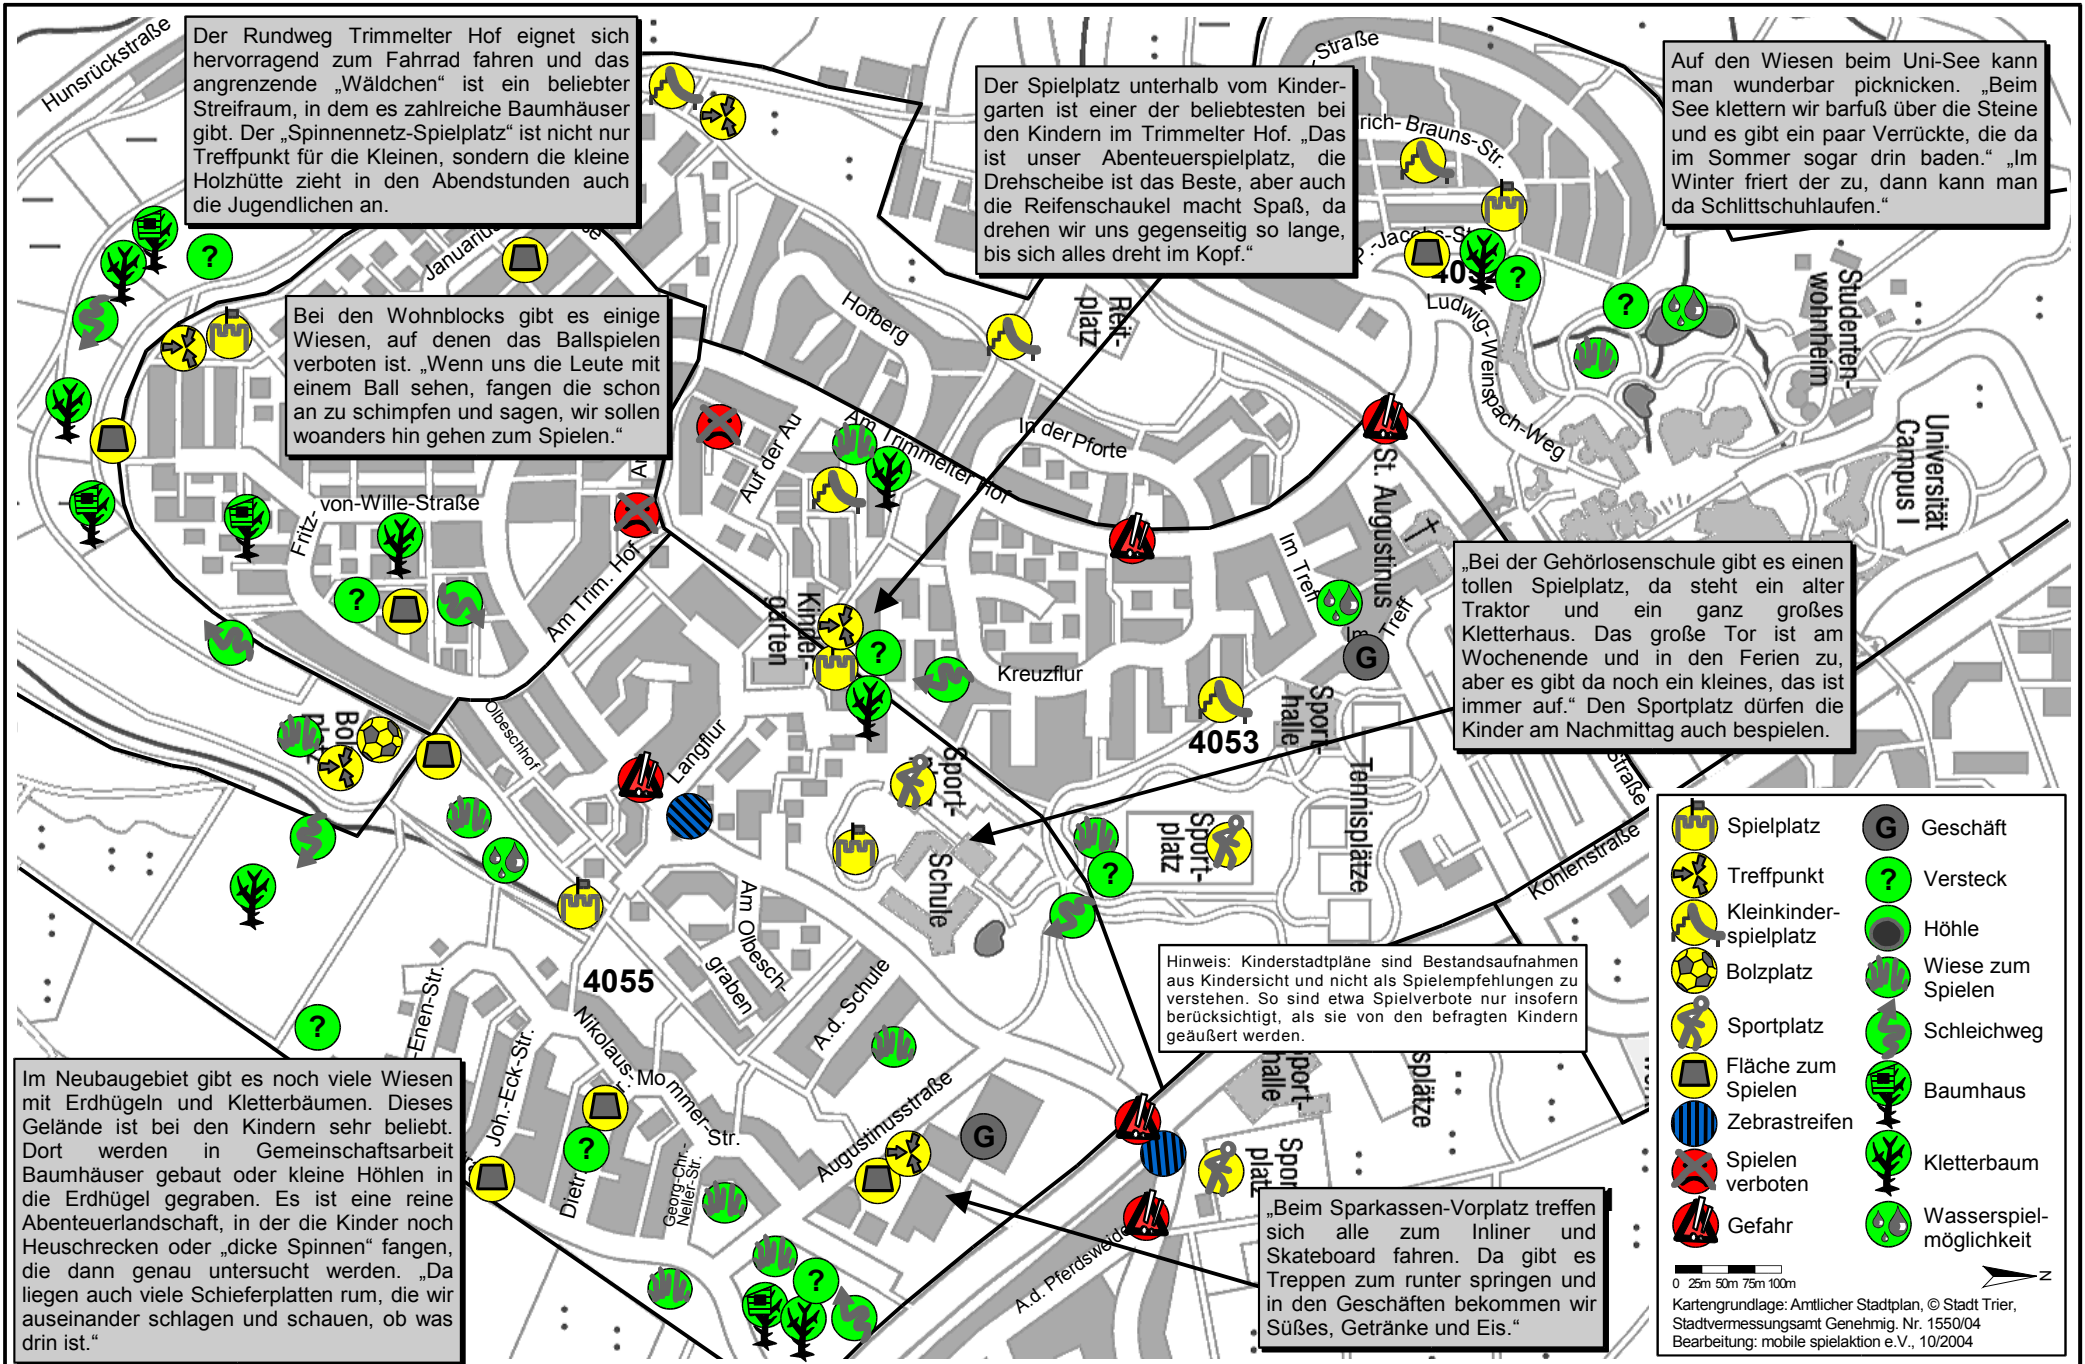 Hunsrückstraße
Der Rundweg Trimmelter Hof eignet sich
hervorragend zum Fahrrad fahren und das
angrenzende „Wäldchen“ ist ein beliebter
Streifraum, in dem es zahlreiche Baumhäuser
gibt. Der „Spinnennetz-Spielplatz“ ist nicht nur
Treffpunkt für die Kleinen, sondern die kleine
Holzhütte zieht in den Abendstunden auch
die Jugendlichen an.
Der Spielplatz unterhalb vom Kinder-
garten ist einer der beliebtesten bei
den Kindern im Trimmelter Hof. „Das
ist unser Abenteuerspielplatz, die
Drehscheibe ist das Beste, aber auch
die Reifenschaukel macht Spaß, da
drehen wir uns gegenseitig so lange,
bis sich alles dreht im Kopf.“
-Straße
rich-Brauns-Str.
Auf den Wiesen beim Uni-See kann
man wunderbar picknicken. „Beim
See klettern wir barfuß über die Steine
und es gibt ein paar Verrückte, die da
im Sommer sogar drin baden.“ „Im
Winter friert der zu, dann kann man
da Schlittschuhlaufen.“
.-Jacobs-St
Ludwig-Weinspach-Weg
Studenten-
wohnheim
Universität
Campus I
Januarius
Bei den Wohnblocks gibt es einige
Wiesen, auf denen das Ballspielen
verboten ist. „Wenn uns die Leute mit
einem Ball sehen, fangen die schon
an zu schimpfen und sagen, wir sollen
woanders hin gehen zum Spielen.“
Hofberg
Reit-
platz
Auf der Au
Am Trimmelter Hof
In der Pforte
St. Augustinus
Fritz-
von-Wille-Straße
Am Trim. Hof
Kinder-
garten
Im Treff
Im
Treff
G
Kreuzflur
Sport-
halle
4053
„Bei der Gehörlosenschule gibt es einen
tollen Spielplatz, da steht ein alter
Traktor und ein ganz großes
Kletterhaus. Das große Tor ist am
Wochenende und in den Ferien zu,
aber es gibt da noch ein kleines, das ist
immer auf.“ Den Sportplatz dürfen die
Kinder am Nachmittag auch bespielen.
Straße
Kohlenstraße
Olbeschhof
Langflur
Sport-
Schule
Sport-
platz
Tennisplätze
Am Olbesch-
graben
A.d. Schule
4055
-Enen-Str.
Joh.-Eck-Str.
Nikolaus-
Mommer-
Str.
Dietr
Georg-Chr.-
Neller-Str.
Augustinusstraße
G
A.d. Pferdsweide
Hinweis: Kinderstadtpläne sind Bestandsaufnahmen
aus Kindersicht und nicht als Spielempfehlungen zu
verstehen. So sind etwa Spielverbote nur insofern
berücksichtigt, als sie von den befragten Kindern
geäußert werden.
Im Neubaugebiet gibt es noch viele Wiesen
mit Erdhügeln und Kletterbäumen. Dieses
Gelände ist bei den Kindern sehr beliebt.
Dort werden in Gemeinschaftsarbeit
Baumhäuser gebaut oder kleine Höhlen in
die Erdhügel gegraben. Es ist eine reine
Abenteuerlandschaft, in der die Kinder noch
Heuschrecken oder „dicke Spinnen“ fangen,
die dann genau untersucht werden. „Da
liegen auch viele Schieferplatten rum, die wir
auseinander schlagen und schauen, ob was
drin ist.“
„Beim Sparkassen-Vorplatz treffen
sich alle zum Inliner und
Skateboard fahren. Da gibt es
Treppen zum runter springen und
in den Geschäften bekommen wir
Süßes, Getränke und Eis.“
Spielplatz
Treffpunkt
Kleinkinder-
spielplatz
Bolzplatz
Sportplatz
Fläche zum
Spielen
Zebrastreifen
Spielen
verboten
Gefahr
G Geschäft
? Versteck
Höhle
Wiese zum
Spielen
Schleichweg
Baumhaus
Kletterbaum
Wasserspiel-
möglichkeit
0 25m 50m 75m 100m
N
Kartengrundlage: Amtlicher Stadtplan, © Stadt Trier,
Stadtvermessungsamt Genehmig. Nr. 1550/04
Bearbeitung: mobile spielaktion e.V., 10/2004